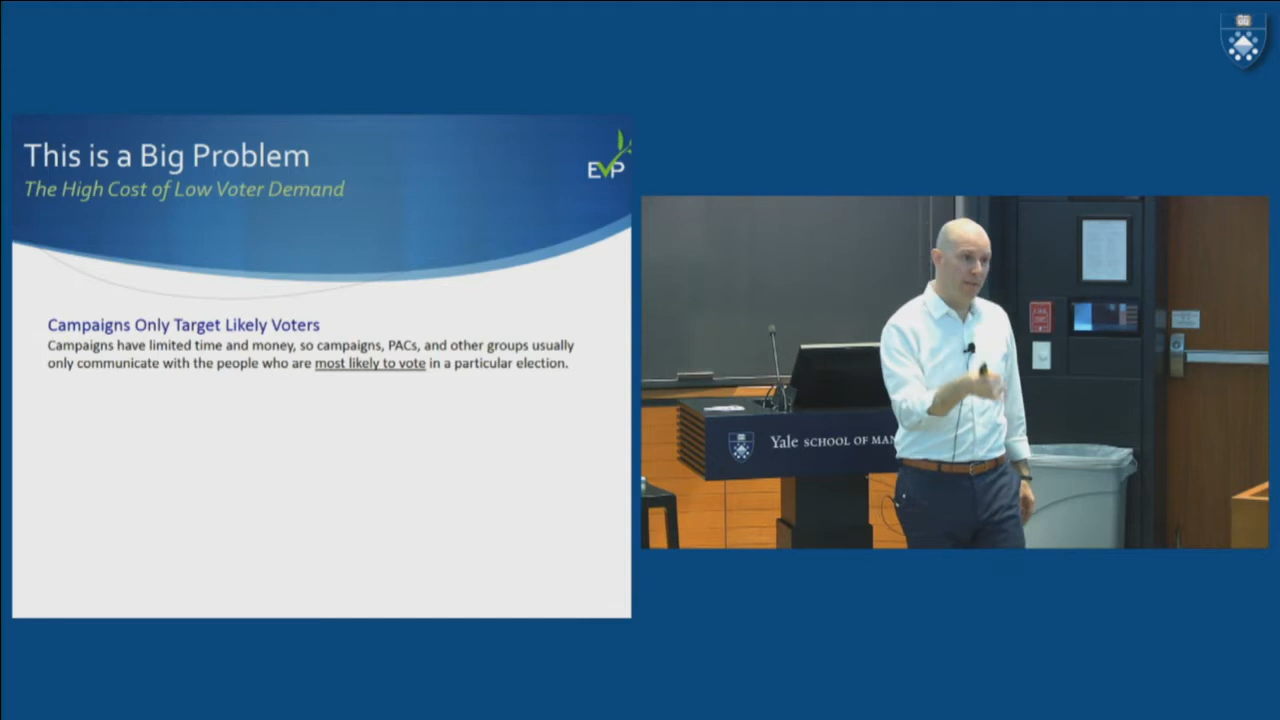 This is a Big Problem
The High Cost of Low Voter Demand
EVP
Campaigns Only Target Likely Voters
Campaigns have limited time and money, so campaigns, PACs, and other groups usually
only communicate with the people who are most likely to vote in a particular election.
Yale SCHOOL OF MAN